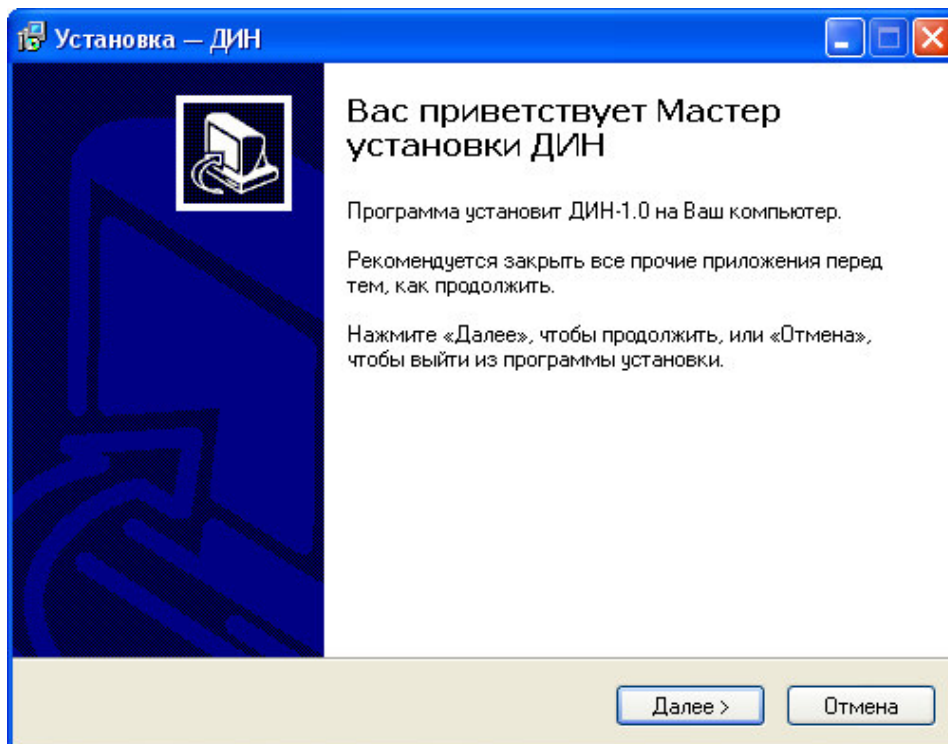 Установка — ДИН
Вас приветствует Мастер
установки ДИН
Программа установит ДИН-1.0 на Ваш компьютер.
Рекомендуется закрыть все прочие приложения перед
тем, как продолжить.
Нажмите «Далее», чтобы продолжить, или «Отмена»,
чтобы выйти из программы установки.
Далее >
Отмена